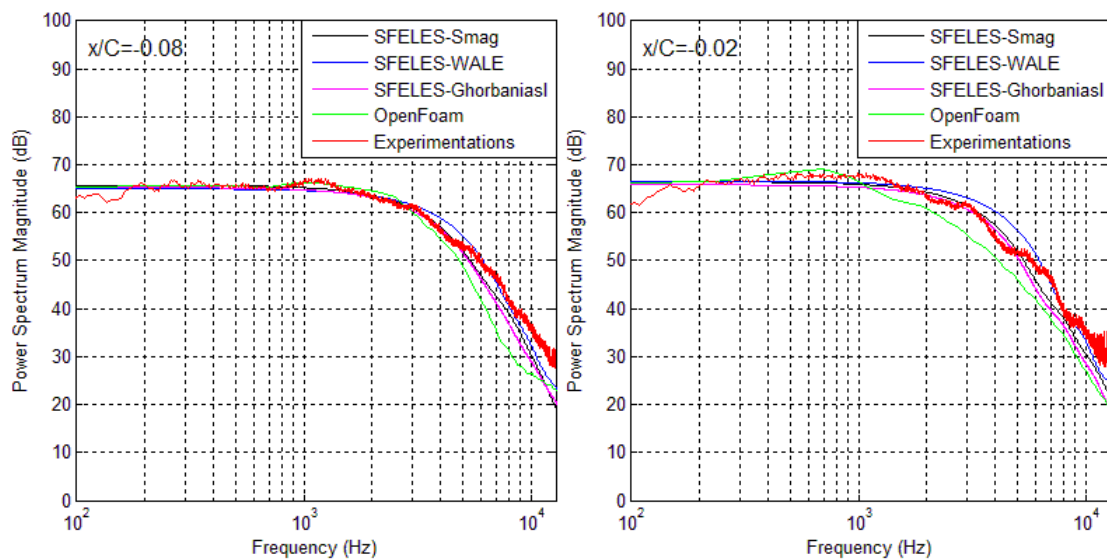 x/C=-0.08
SFELES-Smag
SFELES-WALE
SFELES-Ghorbaniasl
OpenFoam
Experimentations
100
90
80
70
60
50
40
30
20
10
0
Power Spectrum Magnitude (dB)
10^2
10^3
10^4
Frequency (Hz)
x/C=-0.02
SFELES-Smag
SFELES-WALE
SFELES-Ghorbaniasl
OpenFoam
Experimentations
100
90
80
70
60
50
40
30
20
10
0
Power Spectrum Magnitude (dB)
10^2
10^3
10^4
Frequency (Hz)